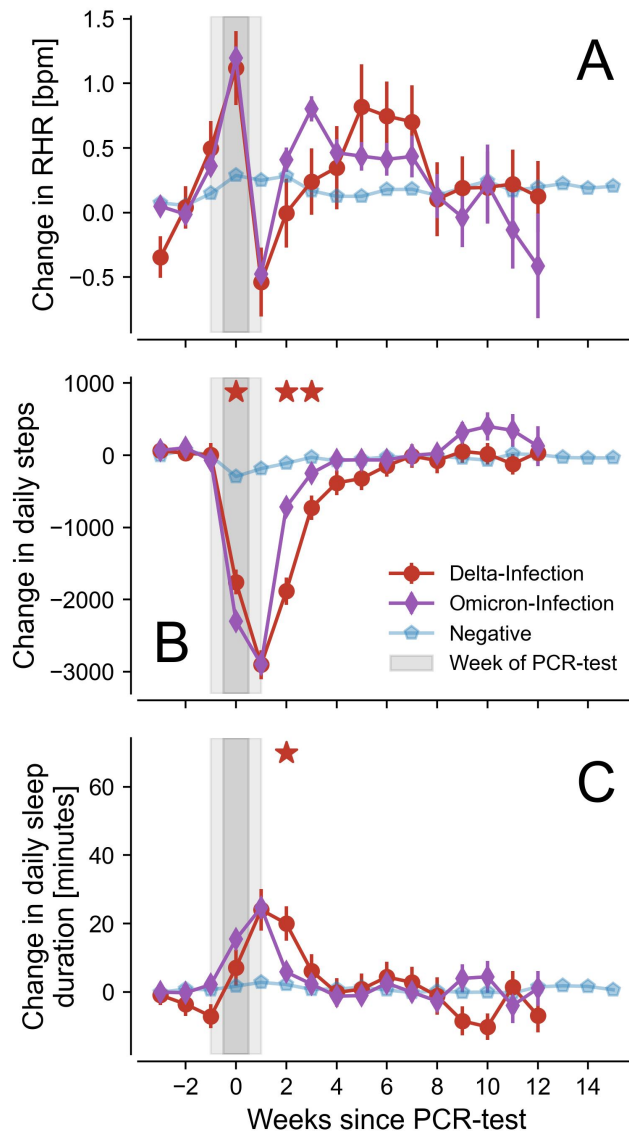 A
Change in RHR [bpm]
1.5
1.0
0.5
0.0
−0.5
B
Change in daily steps
1000
0
−1000
−2000
−3000
Delta-Infection
Omicron-Infection
Negative
Week of PCR-test
C
Change in daily sleep
duration [minutes]
60
40
20
0
−2 0 2 4 6 8 10 12 14
Weeks since PCR-test